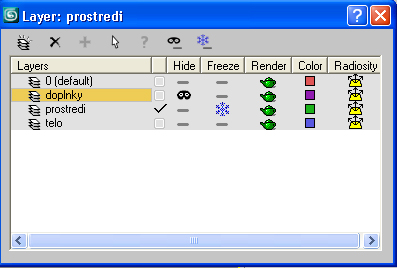 Layer: prostredi
Layers Hide Freeze Render Color Radiosity
0 (default)
doplnky
prostredi
telo